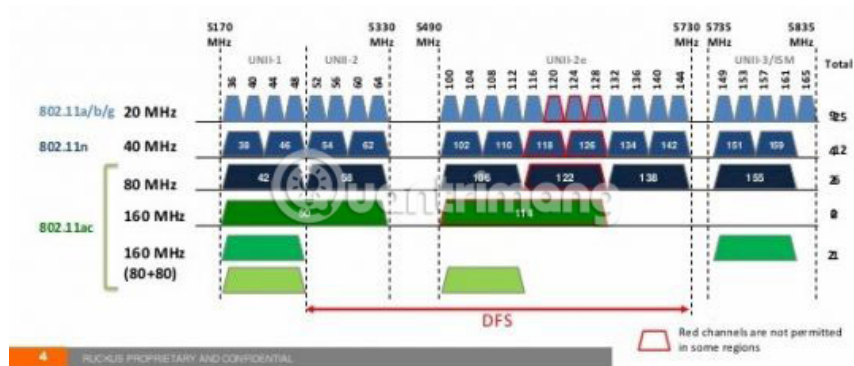 5170 MHz 5330 MHz 5490 MHz 5730 MHz 5735 MHz 5835 MHz
UNII-1 UNII-2 UNII-2e UNII-3/ISM Total
36 40 44 48 52 56 60 64 100 104 108 112 116 120 124 128 132 136 140 144 149 153 157 161 165
802.11a/b/g 20 MHz
802.11n 40 MHz 38 46 54 62 102 110 118 126 134 142 151 159
80 MHz 42 58 106 122 138 155
802.11ac 160 MHz 50 114
160 MHz
(80+80)
Quantrimang
DFS
Red channels are not permitted
in some regions
4 RUCKUS PROPRIETARY AND CONFIDENTIAL